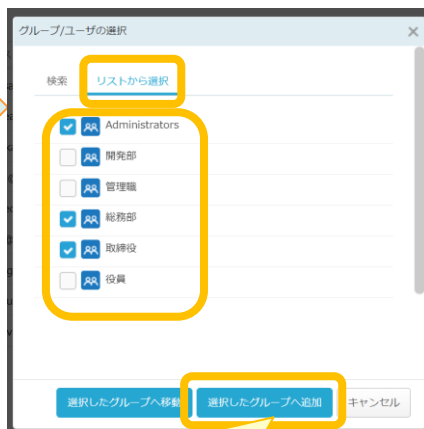 グループ/ユーザの選択
検索 リストから選択
Administrators
開発部
管理職
総務部
取締役
役員
選択したグループへ移動 選択したグループへ追加 キャンセル